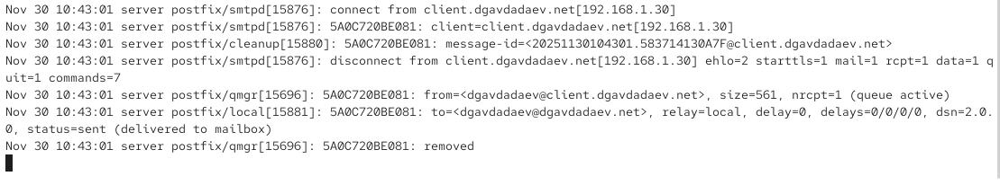 Nov 30 10:43:01 server postfix/smtpd[15876]: connect from client.dgavdadaev.net[192.168.1.30]
Nov 30 10:43:01 server postfix/smtpd[15876]: 5A0C720BE081: client=client.dgavdadaev.net[192.168.1.30]
Nov 30 10:43:01 server postfix/cleanup[15880]: 5A0C720BE081: message-id=<20251130104301.583714130A7F@client.dgavdadaev.net>
Nov 30 10:43:01 server postfix/smtpd[15876]: disconnect from client.dgavdadaev.net[192.168.1.30] ehlo=2 starttls=1 mail=1 rcpt=1 data=1 q
uit=1 commands=7
Nov 30 10:43:01 server postfix/qmgr[15696]: 5A0C720BE081: from=<dgavdadaev@client.dgavdadaev.net>, size=561, nrcpt=1 (queue active)
Nov 30 10:43:01 server postfix/local[15881]: 5A0C720BE081: to=<dgavdadaev@dgavdadaev.net>, relay=local, delay=0, delays=0/0/0/0, dsn=2.0.
0, status=sent (delivered to mailbox)
Nov 30 10:43:01 server postfix/qmgr[15696]: 5A0C720BE081: removed